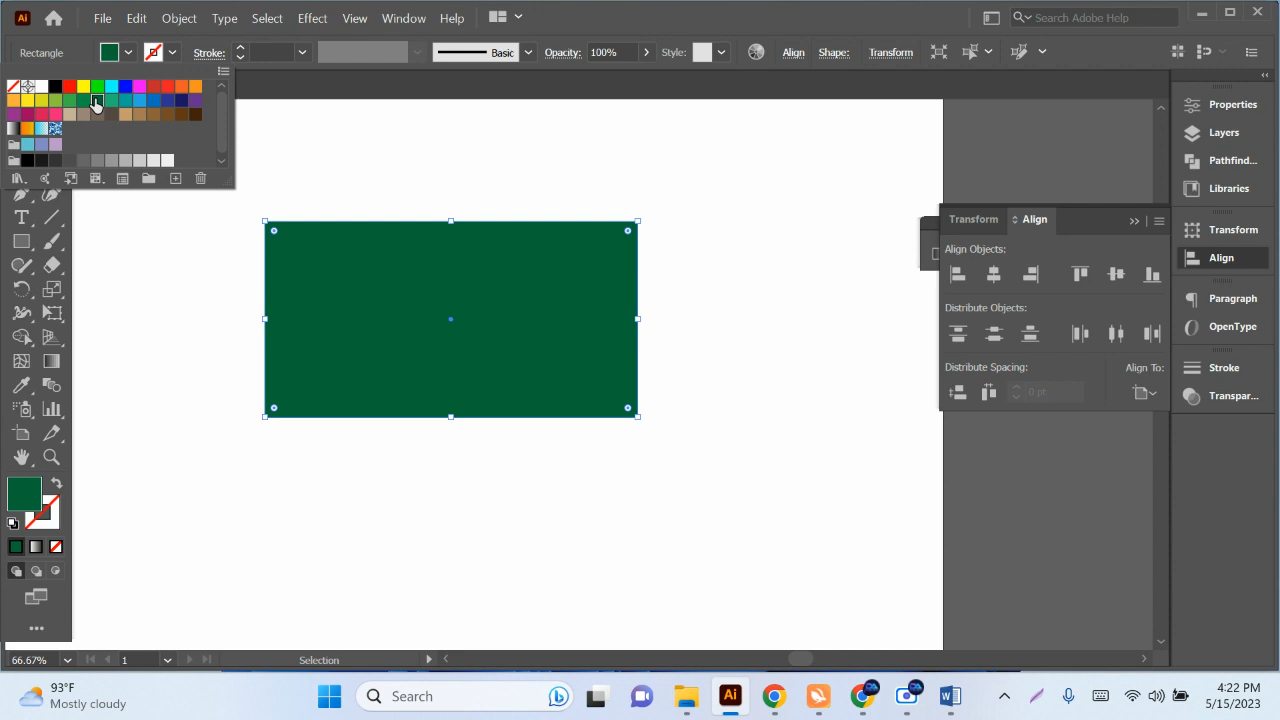 Ai File Edit Object Type Select Effect View Window Help Search Adobe Help
Rectangle Stroke: Basic Opacity: 100% Style: Align Shape: Transform
Properties
Layers
Pathfind...
Libraries
Transform
Align
Paragraph
OpenType
Stroke
Transpar...
Transform Align
Align Objects:
Distribute Objects:
Distribute Spacing: Align To:
0 pt
66.67% 1 Selection
93°F
Mostly cloudy
Search
Ai
4:22 PM
5/15/2023